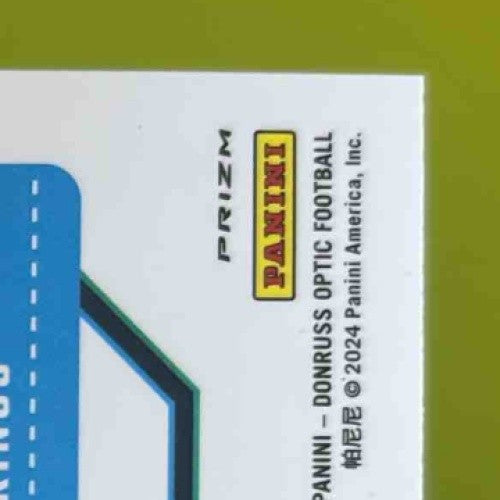 PRIZM
PANINI
PANINI – DONRUSS OPTIC FOOTBALL
帕尼尼 © 2024 Panini America, Inc.